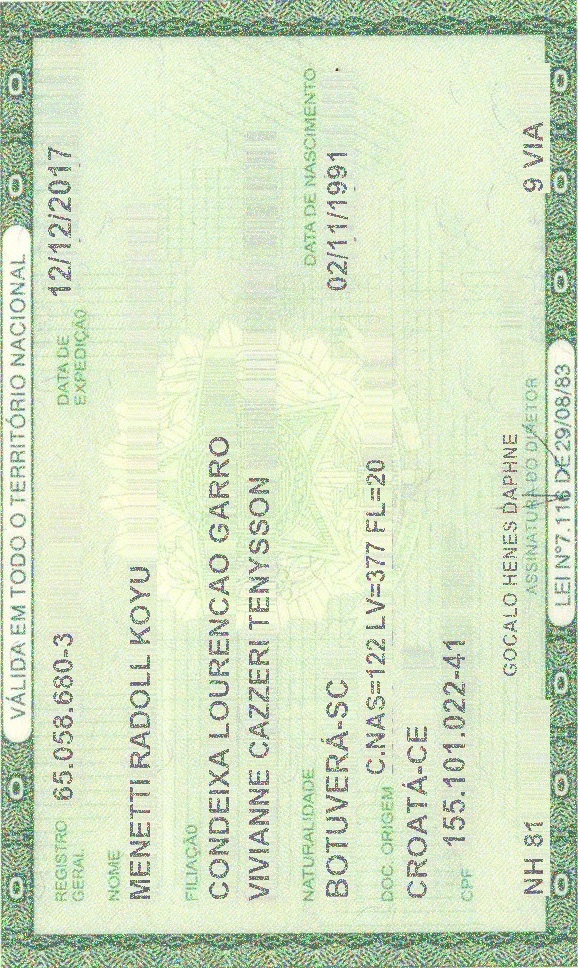 VÁLIDA EM TODO O TERRITÓRIO NACIONAL
REGISTRO GERAL 65.058.680-3 DATA DE EXPEDIÇÃO 12/12/2017
NOME
MENETTI RADOLL KOYU
FILIAÇÃO
CONDEIXA LOURENCAO GARRO
VIVIANNE CAZZERI TENYSSON
NATURALIDADE DATA DE NASCIMENTO
BOTUVERÁ-SC 02/11/1991
DOC. ORIGEM C.NAS=122 LV=377 FL=20
CROATÁ-CE
CPF 155.101.022-41
GOCALO HENES DAPHNE
NH 81 ASSINATURA DO DIRETOR 9 VIA
LEI Nº7.116 DE 29/08/83